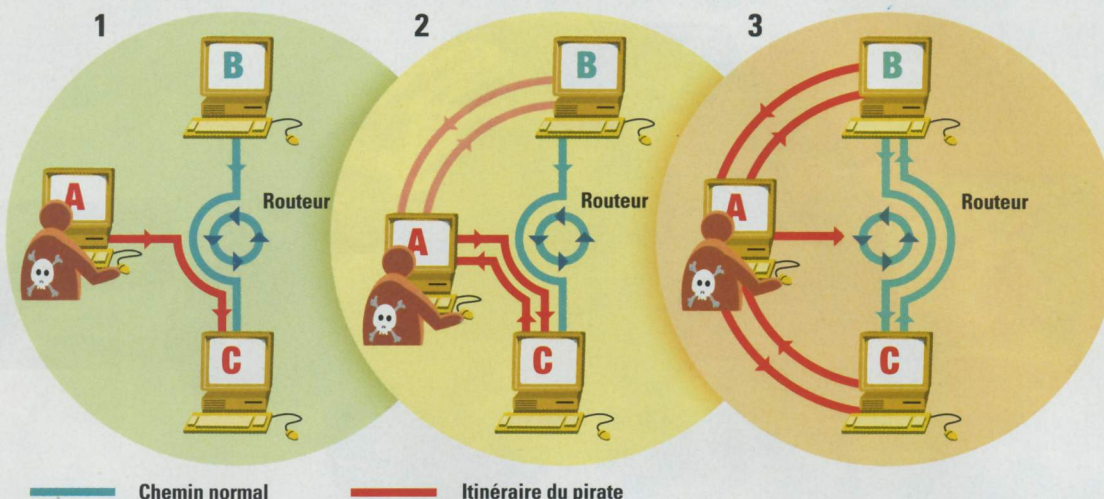 1
B
A
Routeur
C
2
B
A
Routeur
C
3
B
A
Routeur
C
Chemin normal
Itinéraire du pirate